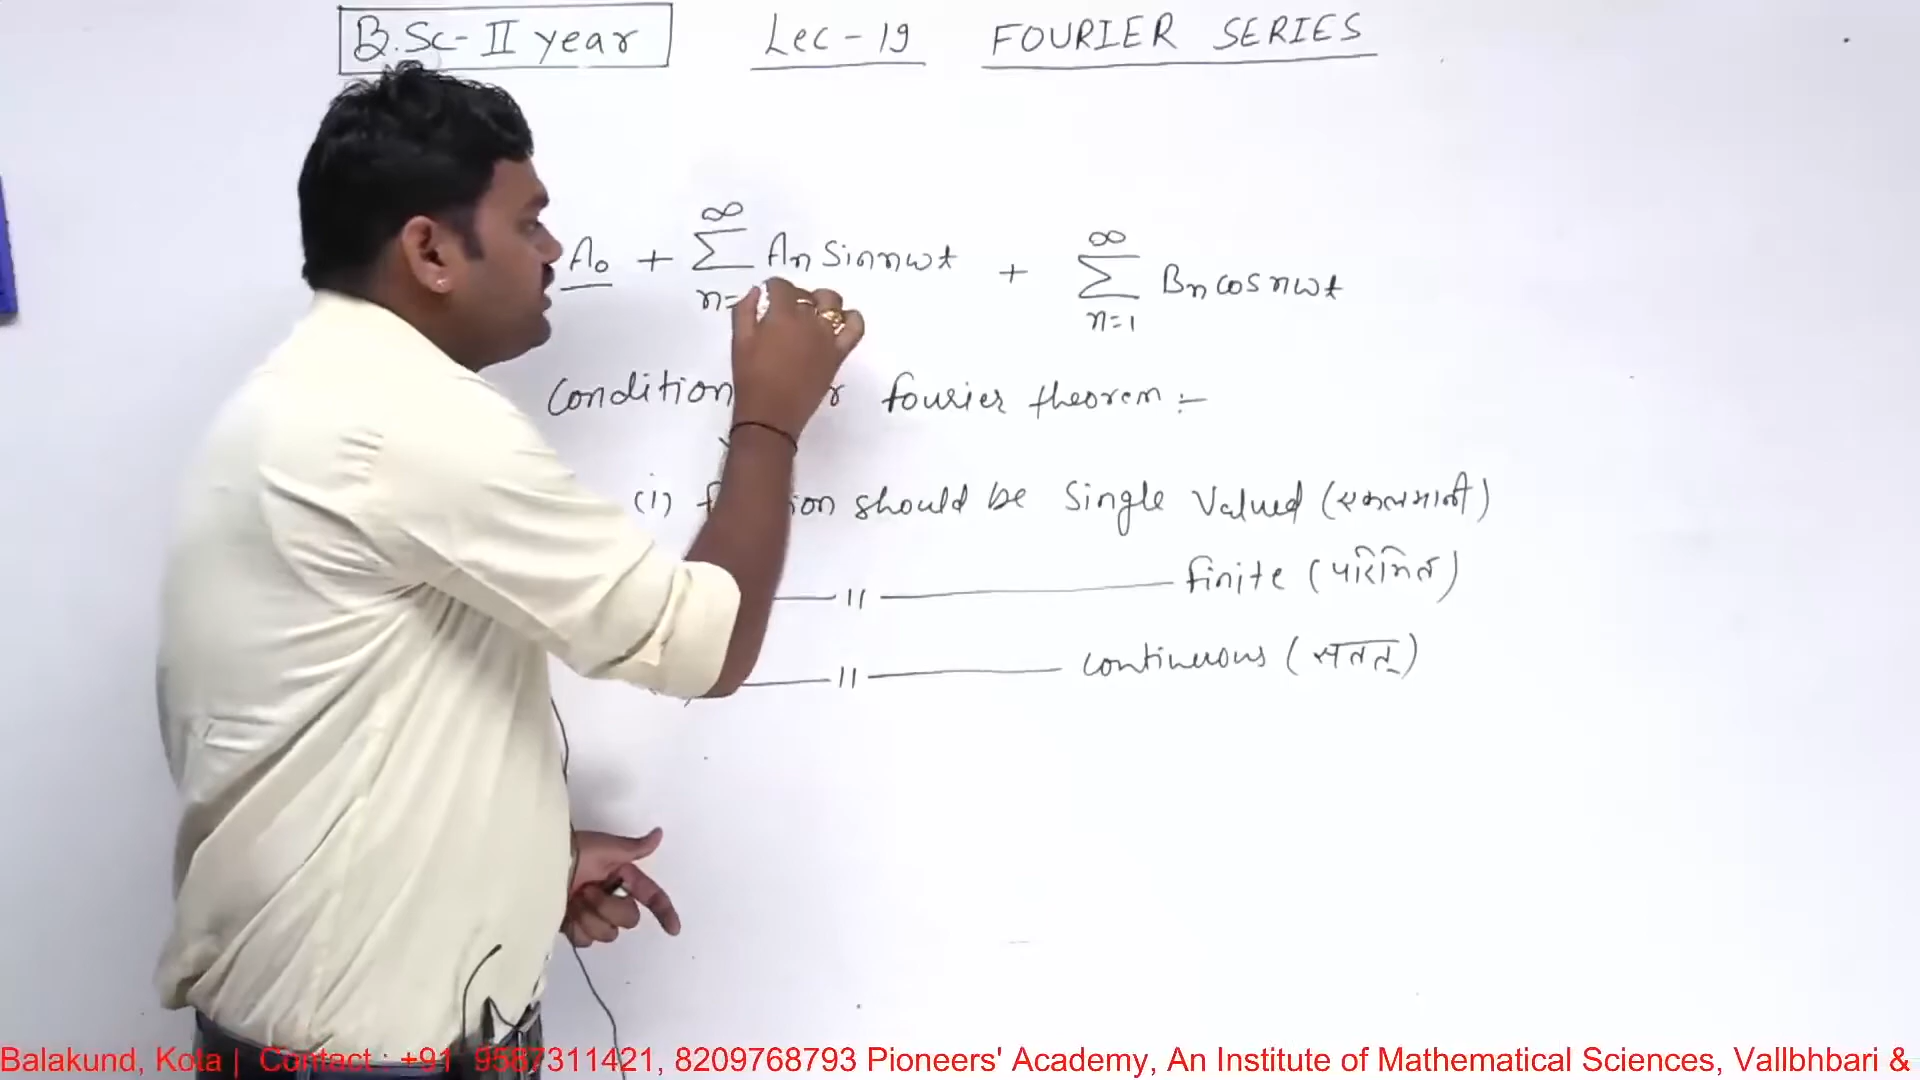 B.Sc - II year Lec - 19 FOURIER SERIES
A₀ + ∞∑n= Aₙ Sin nωt + ∞∑n=1 Bₙ cos nωt
Condition fourier theorem :-
(i) should be Single Valued (एकलमानी)
—— 11 —— finite (परिमित)
—— 11 —— continuous (सतत्)
Balakund, Kota | Contact : +91 9587311421, 8209768793 Pioneers' Academy, An Institute of Mathematical Sciences, Vallbhbari &